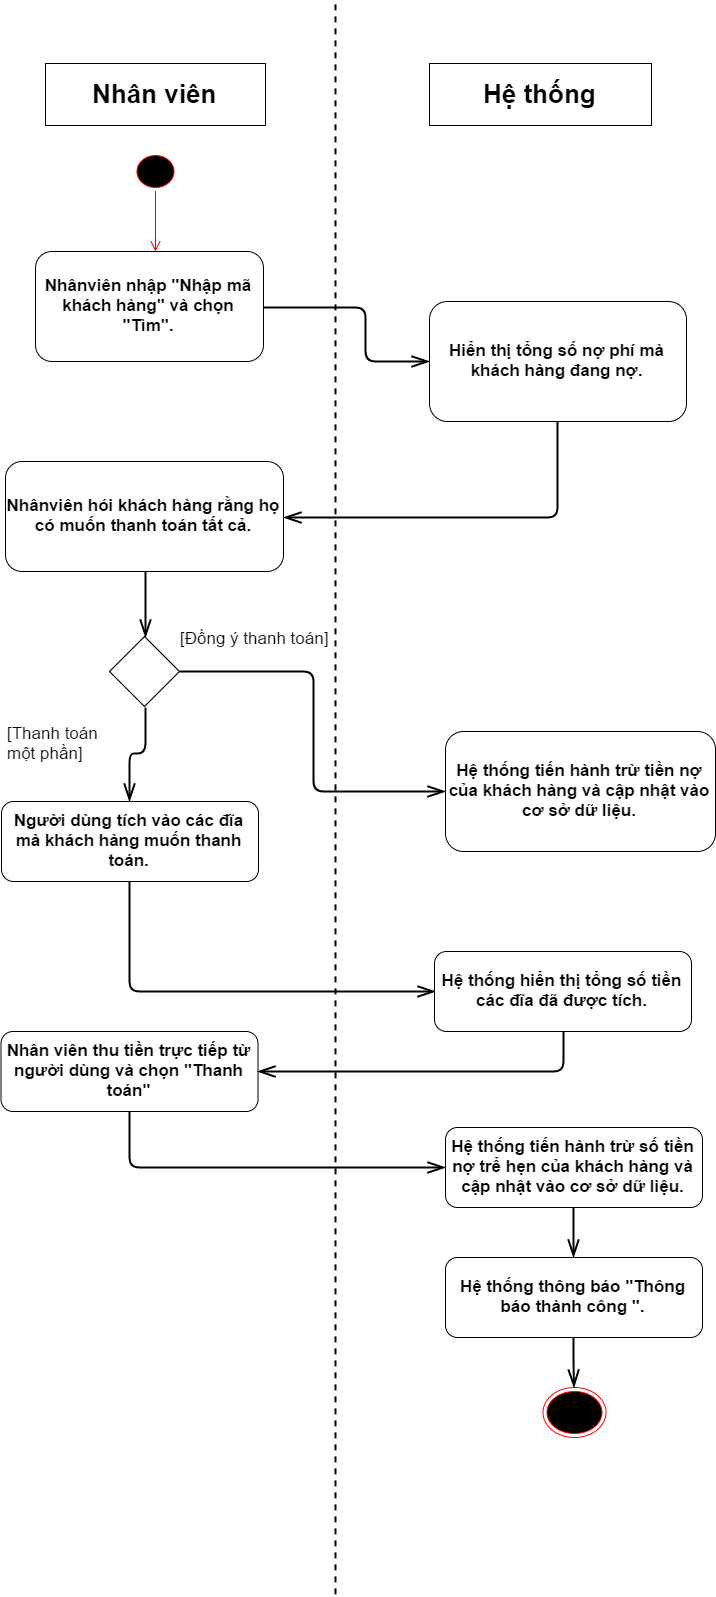 Nhân viên
Hệ thống
Nhânviên nhập "Nhập mã
khách hàng" và chọn
"Tìm".
Hiển thị tổng số nợ phí mà
khách hàng đang nợ.
Nhânviên hói khách hàng rằng họ
có muốn thanh toán tất cả.
[Đồng ý thanh toán]
[Thanh toán
một phần]
Hệ thống tiến hành trừ tiền nợ
của khách hàng và cập nhật vào
cơ sở dữ liệu.
Người dùng tích vào các đĩa
mà khách hàng muốn thanh
toán.
Hệ thống hiển thị tổng số tiền
các đĩa đã được tích.
Nhân viên thu tiền trực tiếp từ
người dùng và chọn "Thanh
toán"
Hệ thống tiến hành trừ số tiền
nợ trể hẹn của khách hàng và
cập nhật vào cơ sở dữ liệu.
Hệ thống thông báo "Thông
báo thành công ".